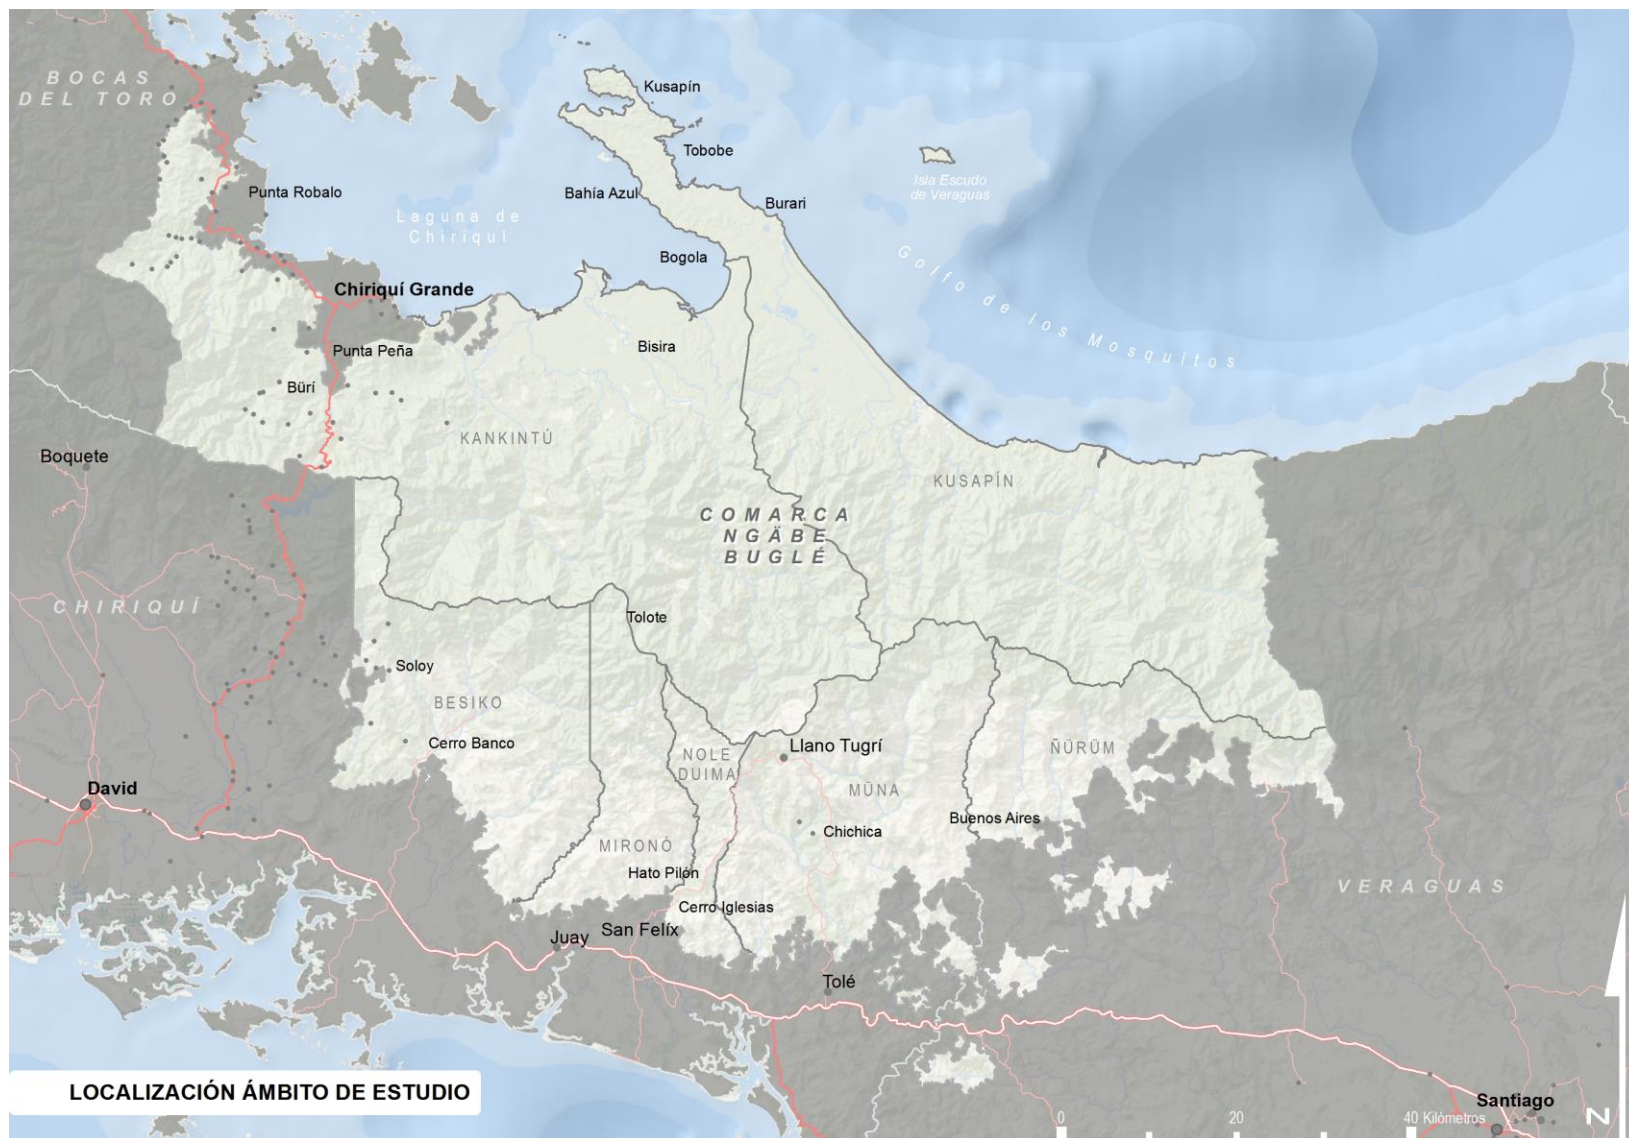 BOCAS
DEL TORO
Kusapín
Tobobe
Punta Robalo
Bahía Azul
Isla Escudo
de Veraguas
Burari
Laguna de
Chiriquí
Bogola
Golfo de los Mosquitos
Chiriquí Grande
Punta Peña
Bisira
Bürí
KANKINTÚ
Boquete
KUSAPÍN
COMARCA
NGÄBE
BUGLÉ
CHIRIQUÍ
Tolote
Soloy
BESIKO
Cerro Banco
NOLE
DUIMA
Llano Tugrí
ÑÜRÜM
MÜNA
David
Buenos Aires
Chichica
MIRONÓ
Hato Pilón
VERAGUAS
Cerro Iglesias
San Felíx
Juay
Tolé
LOCALIZACIÓN ÁMBITO DE ESTUDIO
Santiago
0 20 40 Kilómetros
N